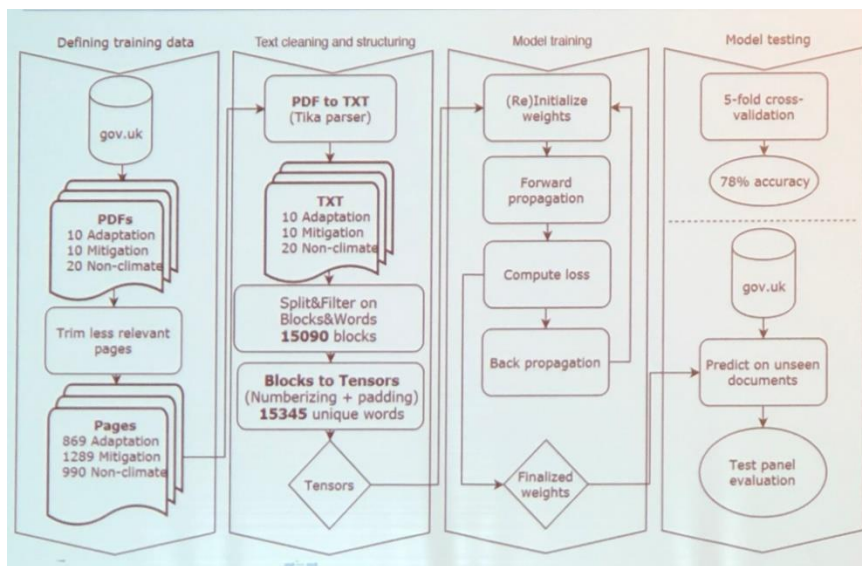 Defining training data
gov.uk
PDFs
10 Adaptation
10 Mitigation
20 Non-climate
Trim less relevant
pages
Pages
869 Adaptation
1289 Mitigation
990 Non-climate
Text cleaning and structuring
PDF to TXT
(Tika parser)
TXT
10 Adaptation
10 Mitigation
20 Non-climate
Split&Filter on
Blocks&Words
15090 blocks
Blocks to Tensors
(Numberizing + padding)
15345 unique words
Tensors
Model training
(Re)Initialize
weights
Forward
propagation
Compute loss
Back propagation
Finalized
weights
Model testing
5-fold cross-
validation
78% accuracy
gov.uk
Predict on unseen
documents
Test panel
evaluation